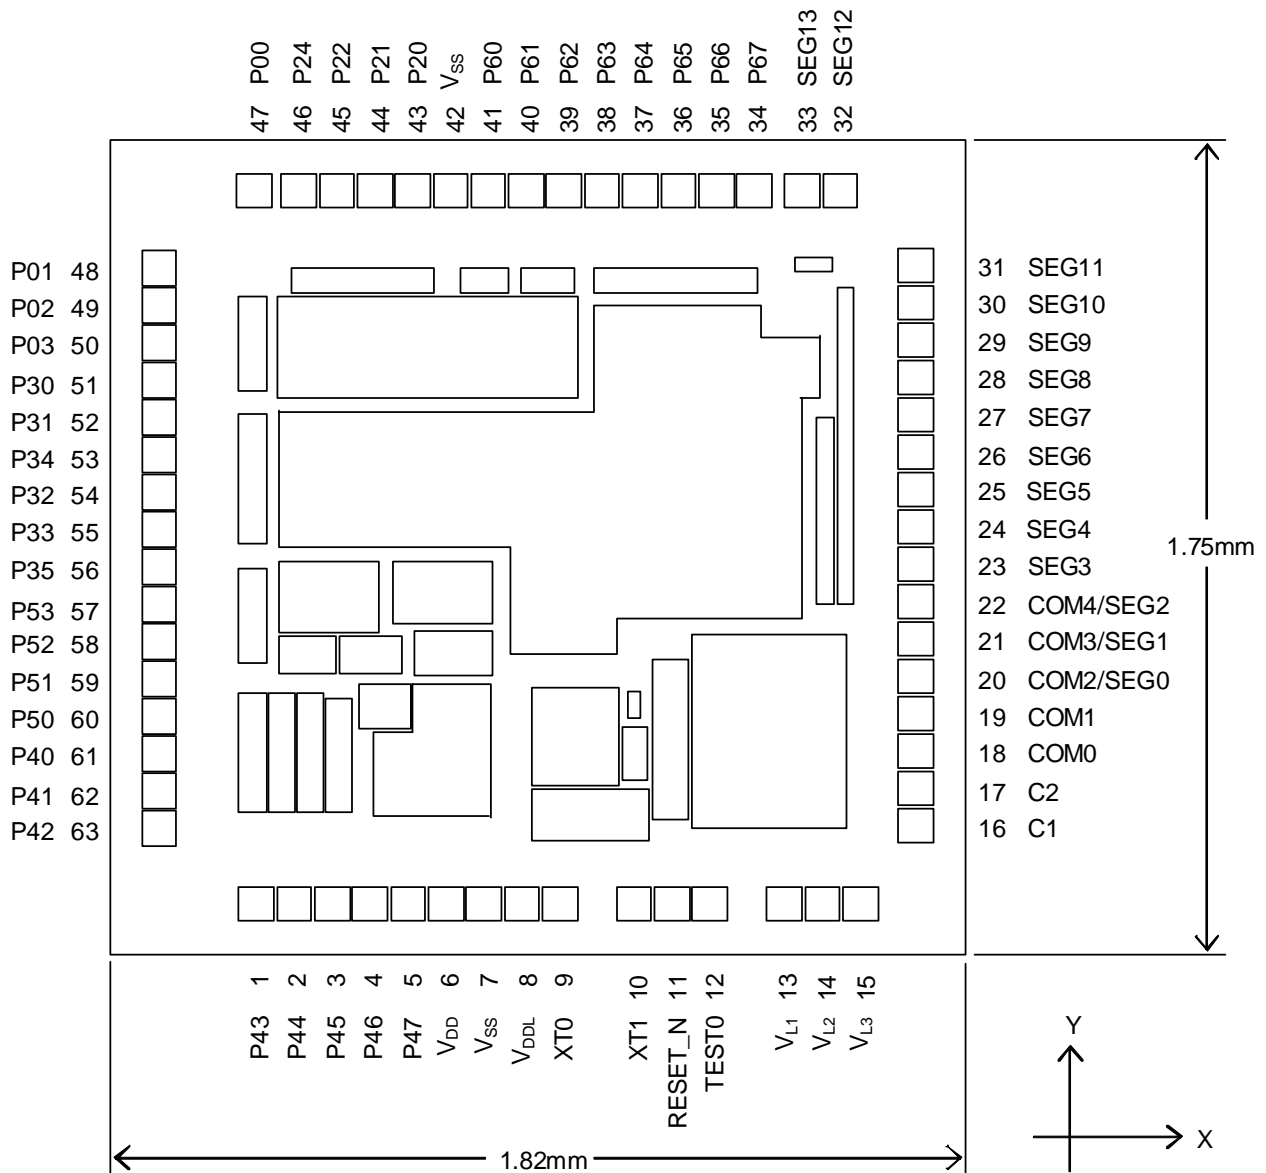 47 P00
46 P24
45 P22
44 P21
43 P20
42 VSS
41 P60
40 P61
39 P62
38 P63
37 P64
36 P65
35 P66
34 P67
33 SEG13
32 SEG12
P01 48
P02 49
P03 50
P30 51
P31 52
P34 53
P32 54
P33 55
P35 56
P53 57
P52 58
P51 59
P50 60
P40 61
P41 62
P42 63
31 SEG11
30 SEG10
29 SEG9
28 SEG8
27 SEG7
26 SEG6
25 SEG5
24 SEG4
23 SEG3
22 COM4/SEG2
21 COM3/SEG1
20 COM2/SEG0
19 COM1
18 COM0
17 C2
16 C1
1.75mm
P43 1
P44 2
P45 3
P46 4
P47 5
VDD 6
VSS 7
VDDL 8
XT0 9
XT1 10
RESET_N 11
TEST0 12
VL1 13
VL2 14
VL3 15
Y
X
1.82mm